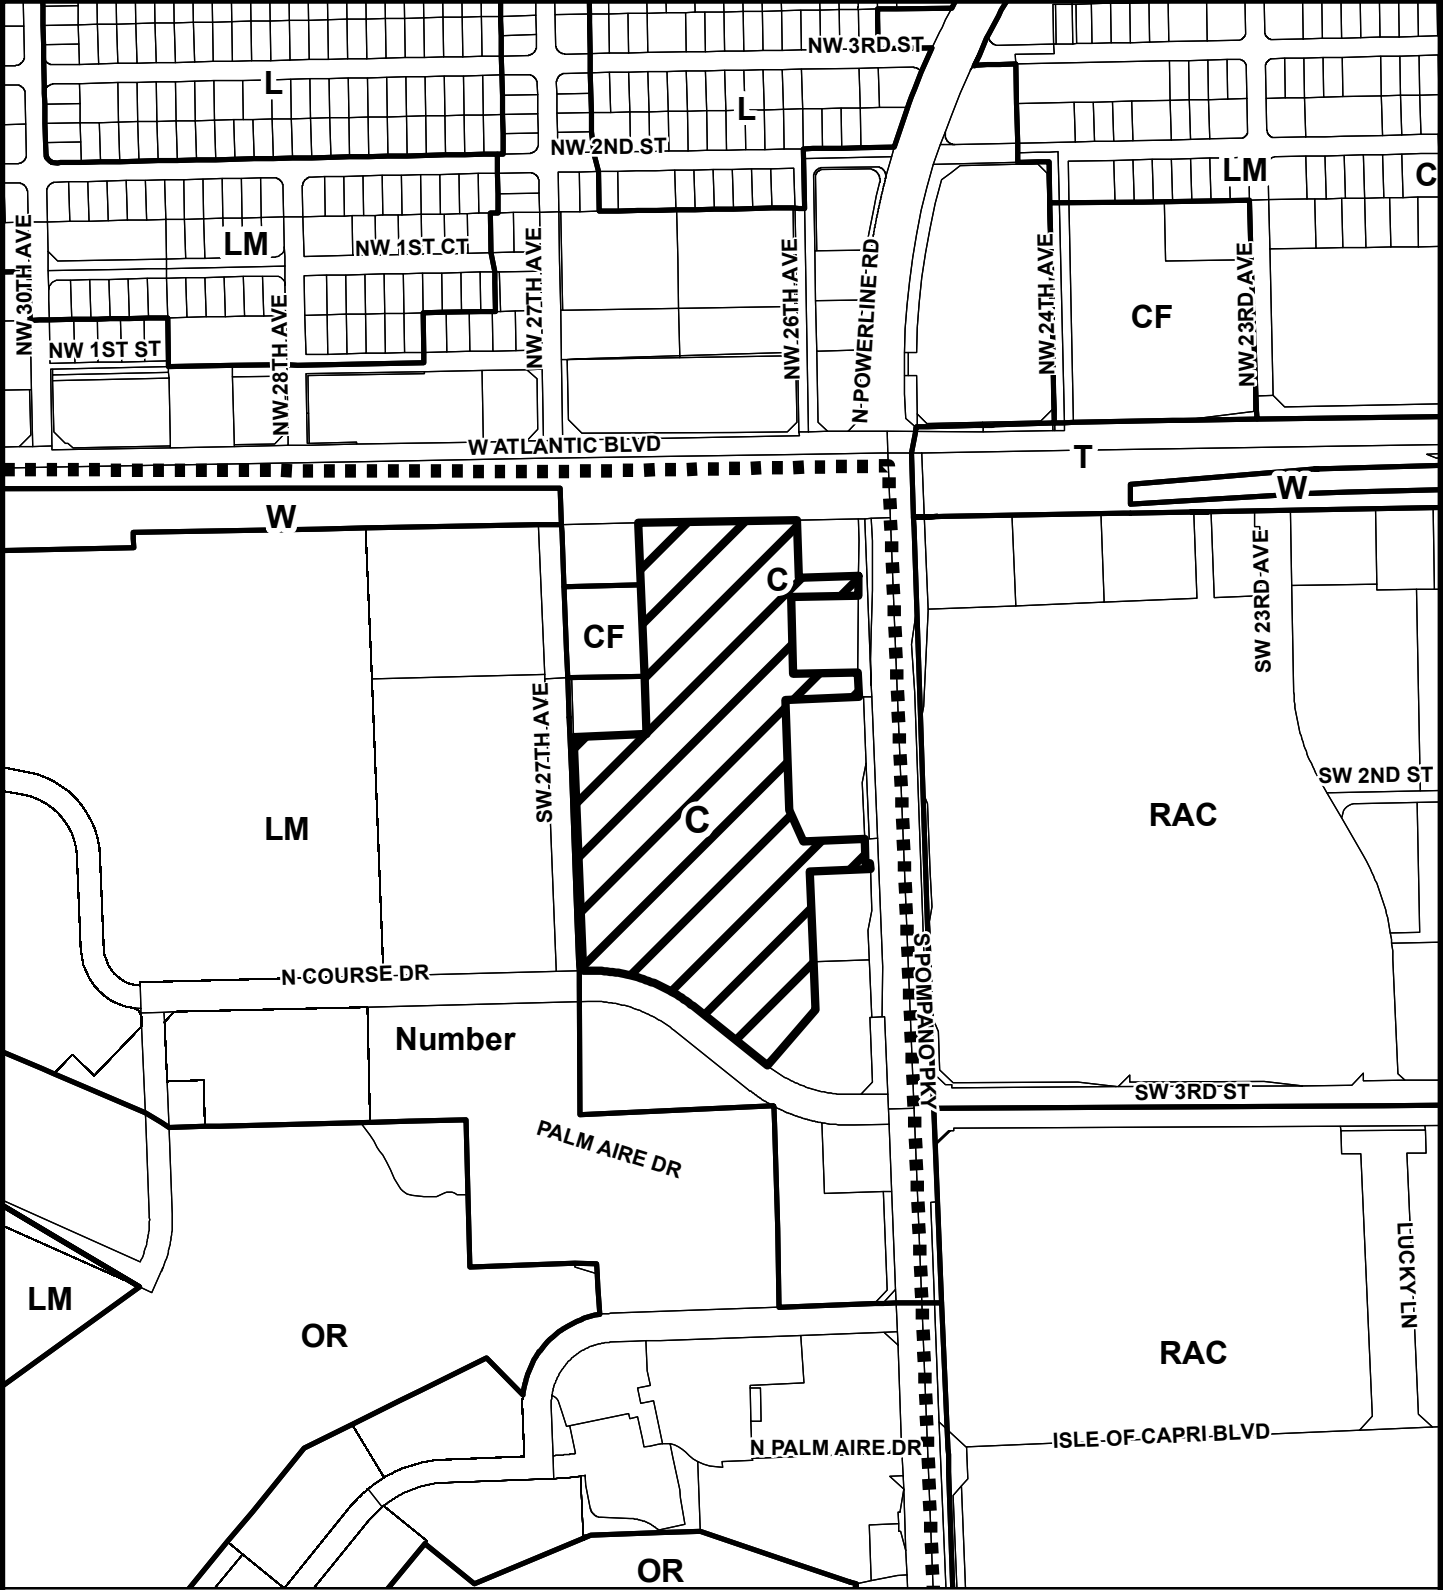 NW 3RD ST
L
L
NW 2ND ST
LM
C
NW 30TH AVE
LM
NW 1ST CT
NW 27TH AVE
NW 26TH AVE
N POWERLINE RD
NW 24TH AVE
NW 23RD AVE
CF
NW 28TH AVE
NW 1ST ST
W ATLANTIC BLVD
T
W
W
C
CF
SW 23RD AVE
SW 27TH AVE
SW 2ND ST
C
LM
RAC
N COURSE DR
S POMPANO PKY
Number
SW 3RD ST
PALM AIRE DR
LUCKY LN
LM
OR
RAC
ISLE OF CAPRI BLVD
N PALM AIRE DR
OR